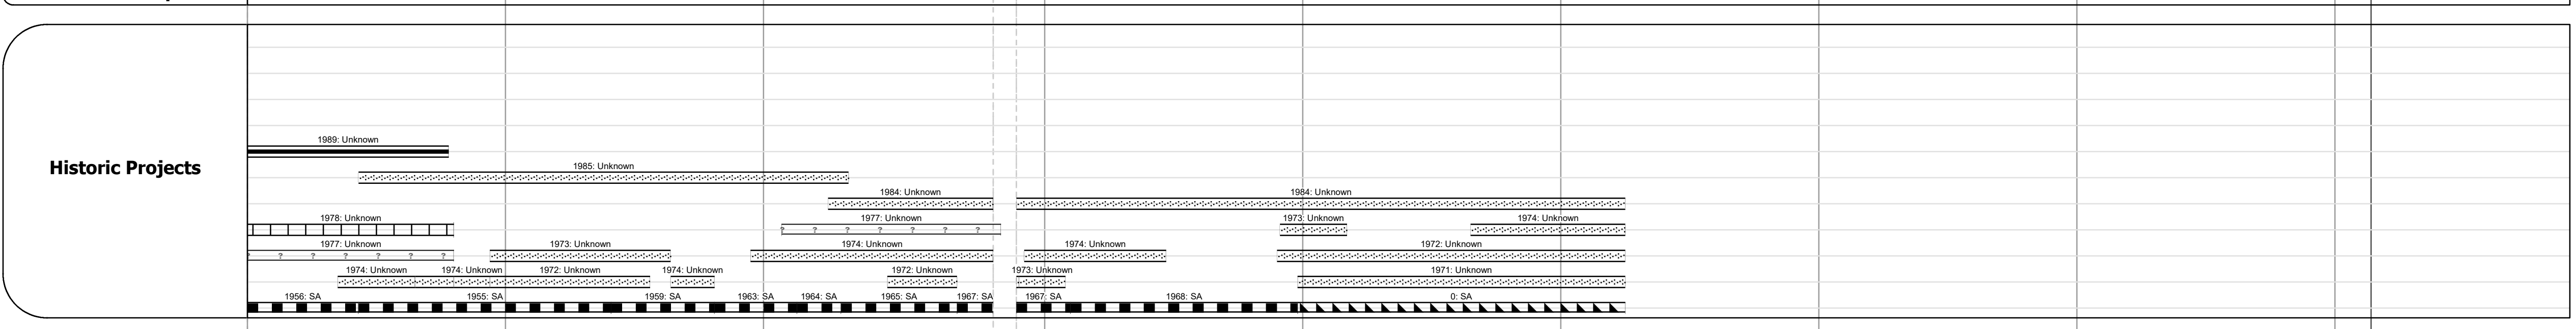 1989: Unknown
Historic Projects
1985: Unknown
1984: Unknown 1984: Unknown
1978: Unknown 1977: Unknown 1973: Unknown 1974: Unknown
1977: Unknown 1973: Unknown 1974: Unknown 1974: Unknown 1972: Unknown
1974: Unknown 1974: Unknown 1972: Unknown 1974: Unknown 1972: Unknown 1973: Unknown 1971: Unknown
? ? ? ? ? ? ?
? ? ? ? ? ?
1956: SA 1955: SA 1959: SA 1963: SA 1964: SA 1965: SA 1967: SA 1967: SA 1968: SA 0: SA